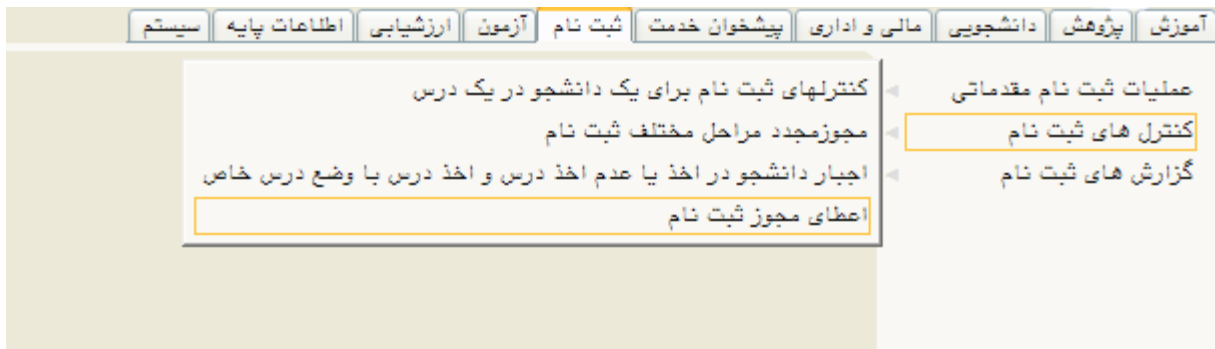 آموزش پژوهش دانشجویی مالی و اداری پیشخوان خدمت ثبت نام آزمون ارزشیابی اطلاعات پایه سیستم
عملیات ثبت نام مقدماتی
کنترل های ثبت نام
گزارش های ثبت نام
کنترلهای ثبت نام برای یک دانشجو در یک درس
مجوزمجدد مراحل مختلف ثبت نام
اجبار دانشجو در اخذ یا عدم اخذ درس و اخذ درس با وضع درس خاص
اعطای مجوز ثبت نام